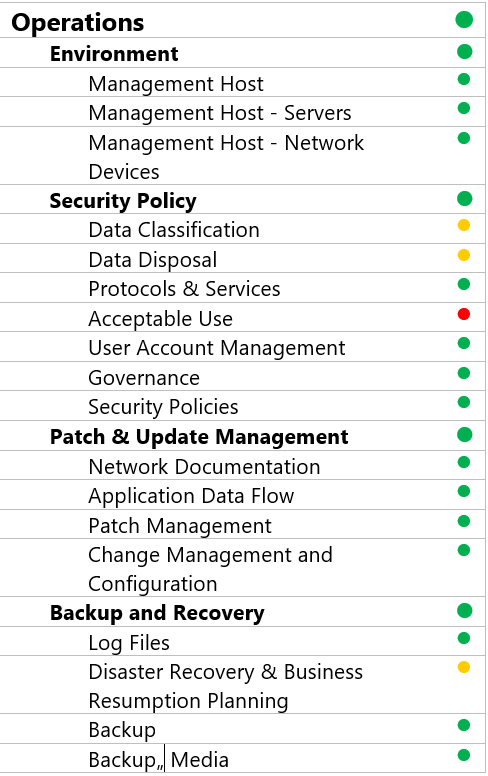 Operations
Environment
Management Host
Management Host - Servers
Management Host - Network
Devices
Security Policy
Data Classification
Data Disposal
Protocols & Services
Acceptable Use
User Account Management
Governance
Security Policies
Patch & Update Management
Network Documentation
Application Data Flow
Patch Management
Change Management and
Configuration
Backup and Recovery
Log Files
Disaster Recovery & Business
Resumption Planning
Backup
Backup„ Media